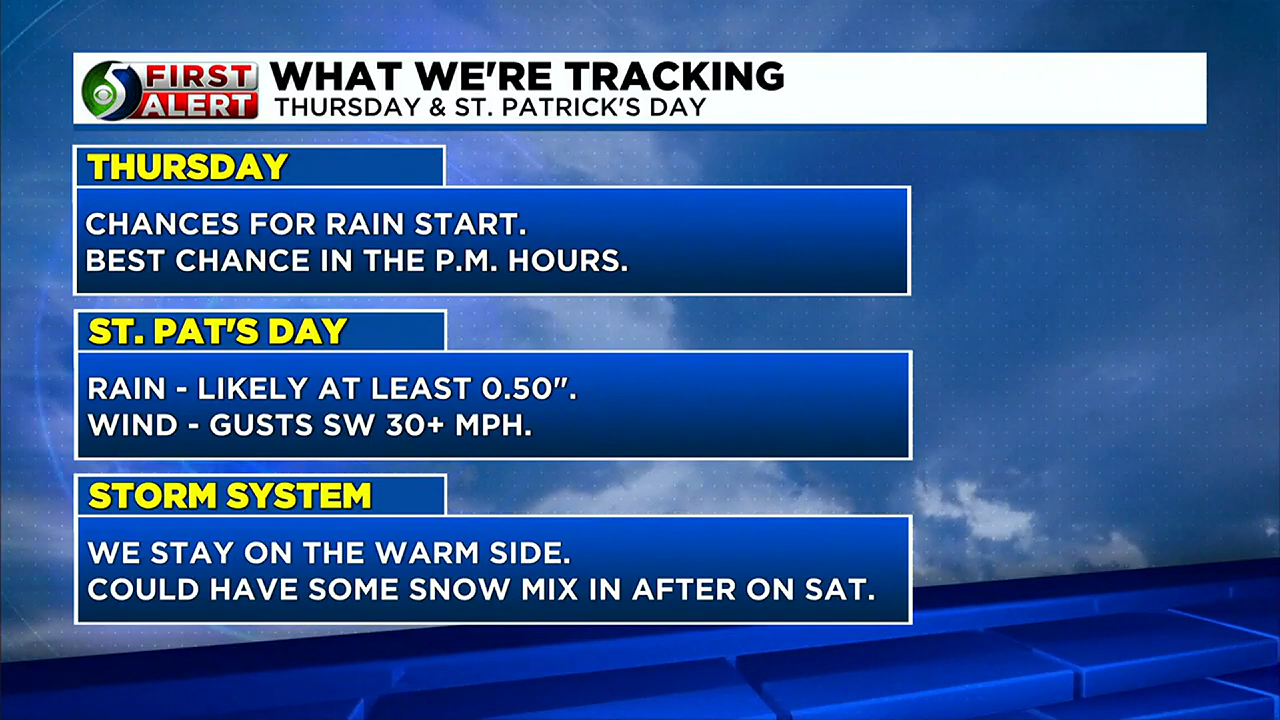 FIRST
ALERT
WHAT WE'RE TRACKING
THURSDAY & ST. PATRICK'S DAY
THURSDAY
CHANCES FOR RAIN START.
BEST CHANCE IN THE P.M. HOURS.
ST. PAT'S DAY
RAIN - LIKELY AT LEAST 0.50".
WIND - GUSTS SW 30+ MPH.
STORM SYSTEM
WE STAY ON THE WARM SIDE.
COULD HAVE SOME SNOW MIX IN AFTER ON SAT.